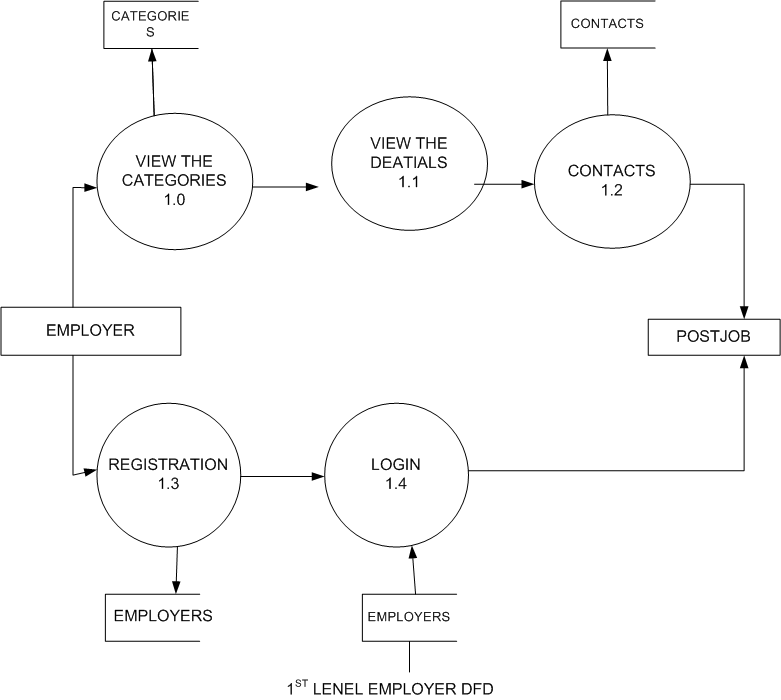 CATEGORIE
S
CONTACTS
VIEW THE
CATEGORIES
1.0
VIEW THE
DEATIALS
1.1
CONTACTS
1.2
EMPLOYER
POSTJOB
REGISTRATION
1.3
LOGIN
1.4
EMPLOYERS
EMPLOYERS
1ST LENEL EMPLOYER DFD